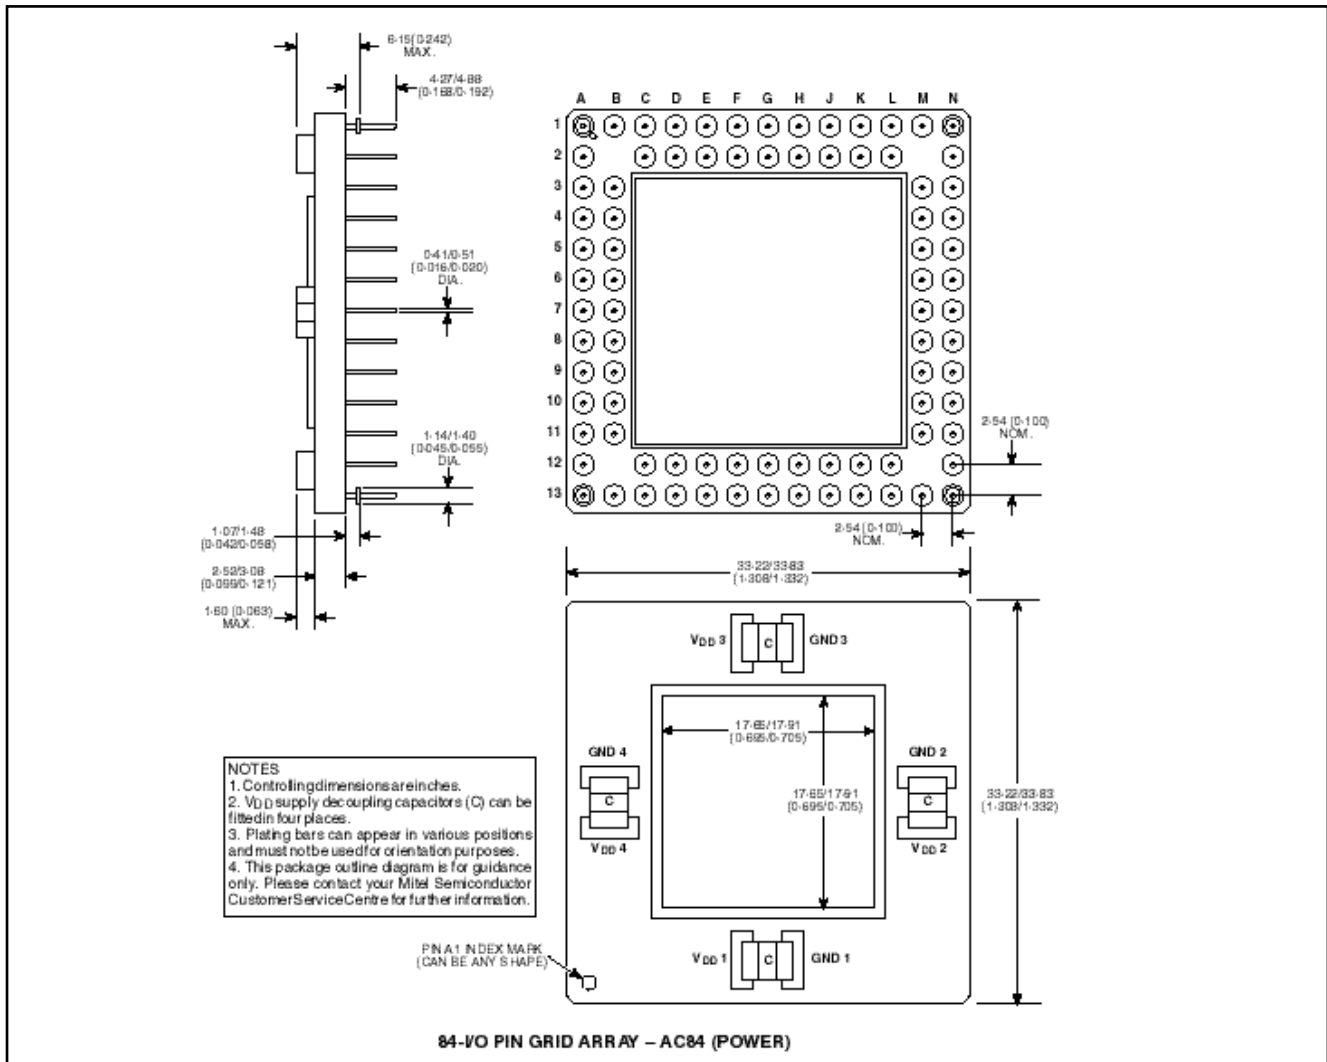 6·15(0·242)
MAX.
4·27/4·88
(0·168/0·192)
A B C D E F G H J K L M N
1
2
3
4
5
6
7
8
9
10
11
12
13
0·41/0·51
(0·016/0·020)
DIA.
1·14/1·40
(0·045/0·055)
DIA.
1·07/1·48
(0·042/0·058)
2·52/3·08
(0·099/0·121)
1·60 (0·063)
MAX.
2·54 (0·100)
NOM.
2·54 (0·100)
NOM.
33·22/33·83
(1·308/1·332)
VDD 3
C
GND 3
17·65/17·91
(0·695/0·705)
17·65/17·91
(0·695/0·705)
GND 4
C
VDD 4
GND 2
C
VDD 2
33·22/33·83
(1·308/1·332)
VDD 1
C
GND 1
NOTES
1. Controlling dimensions are inches.
2. VDD supply decoupling capacitors (C) can be
fitted in four places.
3. Plating bars can appear in various positions
and must not be used for orientation purposes.
4. This package outline diagram is for guidance
only. Please contact your Mitel Semiconductor
Customer Service Centre for further information.
PIN A1 INDEX MARK
(CAN BE ANY SHAPE)
84-I/O PIN GRID ARRAY – AC84 (POWER)